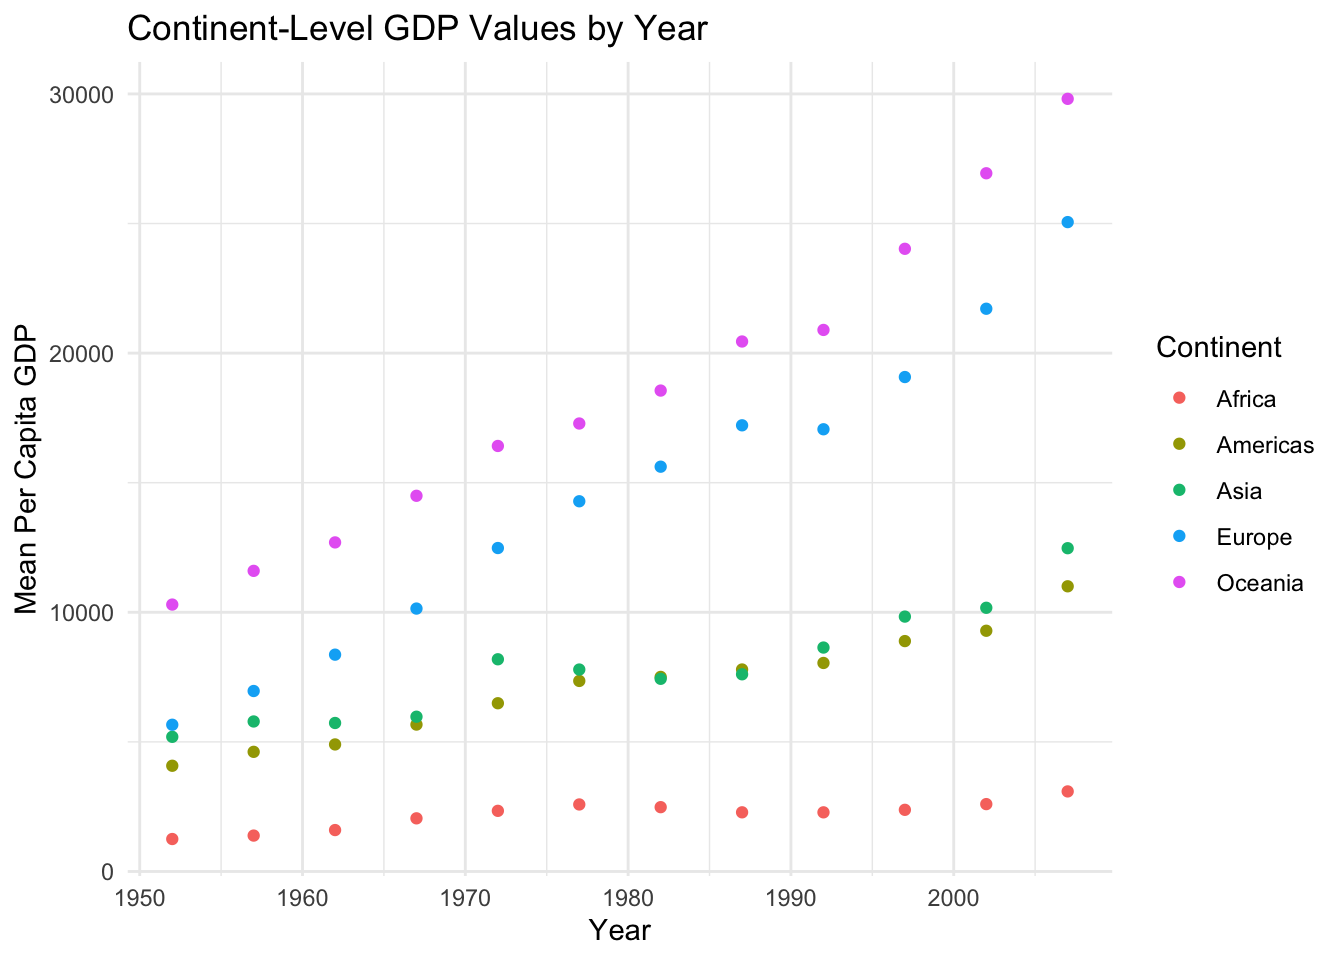 Continent-Level GDP Values by Year
30000
20000
10000
0
Mean Per Capita GDP
1950 1960 1970 1980 1990 2000
Year
Continent
Africa
Americas
Asia
Europe
Oceania